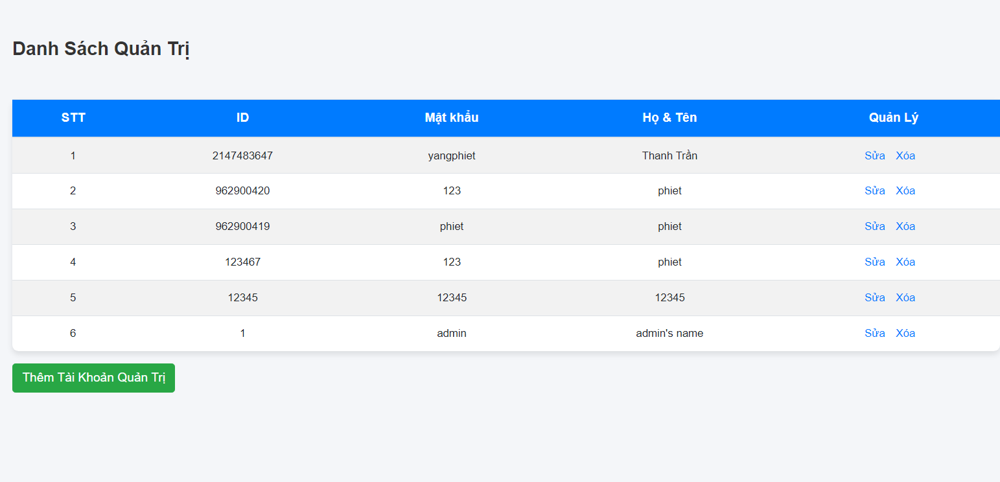 Danh Sách Quản Trị
STT ID Mật khẩu Họ & Tên Quản Lý
1 2147483647 yangphiet Thanh Trần Sửa Xóa
2 962900420 123 phiet Sửa Xóa
3 962900419 phiet phiet Sửa Xóa
4 123467 123 phiet Sửa Xóa
5 12345 12345 12345 Sửa Xóa
6 1 admin admin's name Sửa Xóa
Thêm Tài Khoản Quản Trị